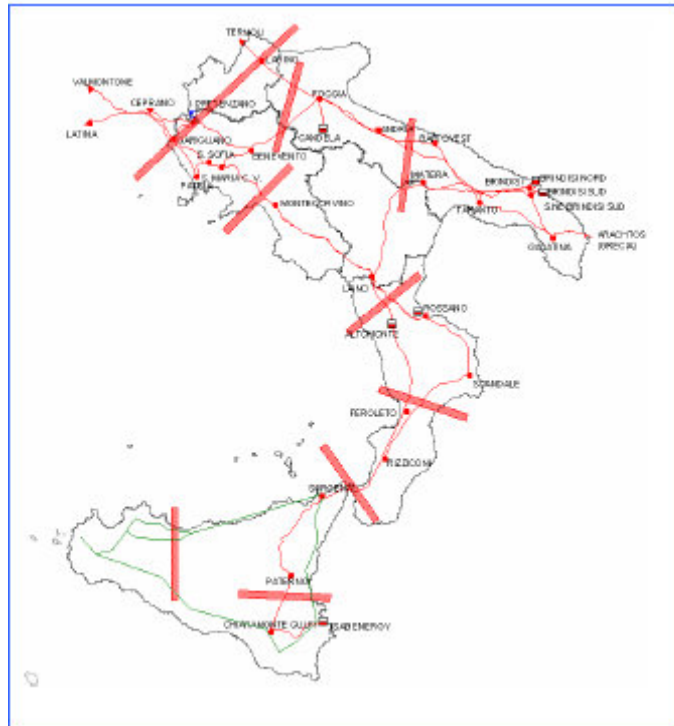 TERMOLI
LARINO
VALMONTONE
CEPRANO
PRESENZANO
FOGGIA
LATINA
GARIGLIANO
CANDELA
ANDRIA
BARI OVEST
S. SOFIA
BENEVENTO
PATRIA
S. MARIA C. V.
MATERA
BRINDISI
BRINDISI NORD
BRINDISI SUD
MONTECORVINO
TARANTO
GALATINA
ARACHTOS
(GRECIA)
LAINO
ROSSANO
ALTOMONTE
SCANDALE
FEROLETO
RIZZICONI
SORGENTE
PATERNO'
CHIARAMONTE GULFI
ISAB ENERGY